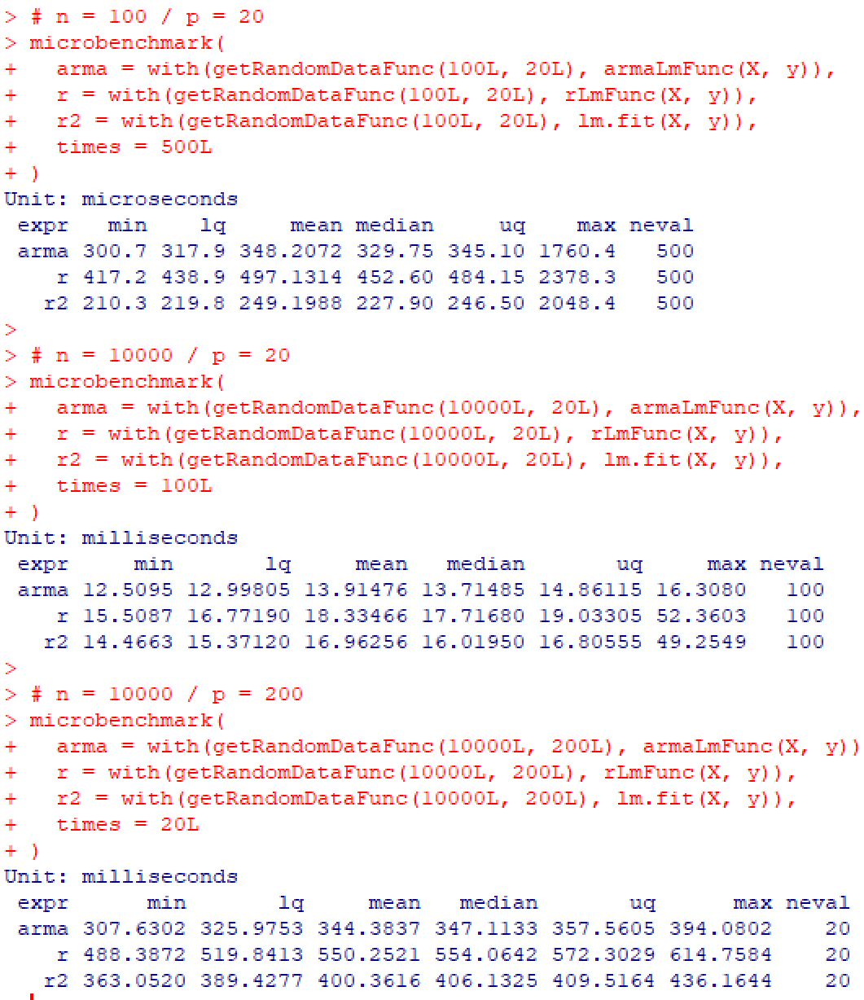 > # n = 100 / p = 20
> microbenchmark(
+   arma = with(getRandomDataFunc(100L, 20L), armaLmFunc(X, y)),
+   r = with(getRandomDataFunc(100L, 20L), rLmFunc(X, y)),
+   r2 = with(getRandomDataFunc(100L, 20L), lm.fit(X, y)),
+   times = 500L
+ )
Unit: microseconds
 expr   min    lq     mean median     uq    max neval
 arma 300.7 317.9 348.2072 329.75 345.10 1760.4   500
    r 417.2 438.9 497.1314 452.60 484.15 2378.3   500
   r2 210.3 219.8 249.1988 227.90 246.50 2048.4   500
>
> # n = 10000 / p = 20
> microbenchmark(
+   arma = with(getRandomDataFunc(10000L, 20L), armaLmFunc(X, y)),
+   r = with(getRandomDataFunc(10000L, 20L), rLmFunc(X, y)),
+   r2 = with(getRandomDataFunc(10000L, 20L), lm.fit(X, y)),
+   times = 100L
+ )
Unit: milliseconds
 expr     min       lq     mean   median       uq     max neval
 arma 12.5095 12.99805 13.91476 13.71485 14.86115 16.3080   100
    r 15.5087 16.77190 18.33466 17.71680 19.03305 52.3603   100
   r2 14.4663 15.37120 16.96256 16.01950 16.80555 49.2549   100
>
> # n = 10000 / p = 200
> microbenchmark(
+   arma = with(getRandomDataFunc(10000L, 200L), armaLmFunc(X, y))
+   r = with(getRandomDataFunc(10000L, 200L), rLmFunc(X, y)),
+   r2 = with(getRandomDataFunc(10000L, 200L), lm.fit(X, y)),
+   times = 20L
+ )
Unit: milliseconds
 expr      min       lq     mean   median       uq      max neval
 arma 307.6302 325.9753 344.3837 347.1133 357.5605 394.0802    20
    r 488.3872 519.8413 550.2521 554.0642 572.3029 614.7584    20
   r2 363.0520 389.4277 400.3616 406.1325 409.5164 436.1644    20